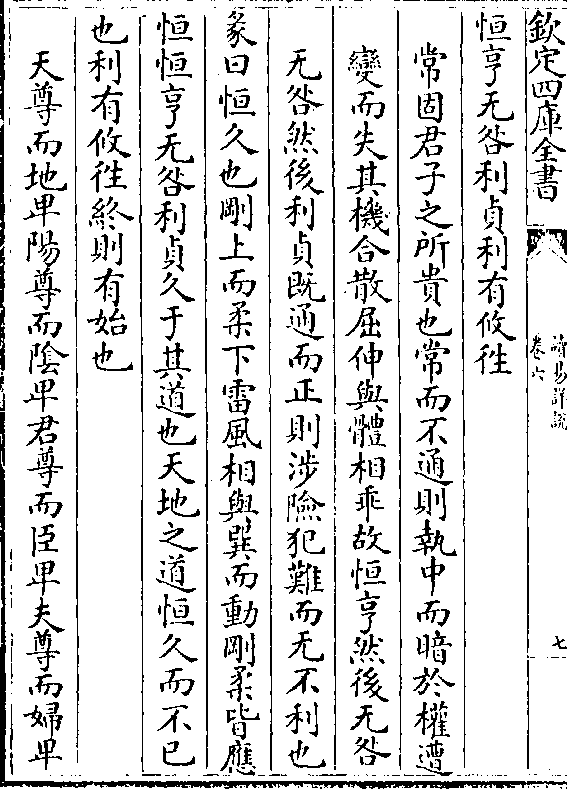 欽定四庫全書
讀易詳說
卷六
七
恒亨无咎利貞利有攸往
常固君子之所貴也常而不通則執中而暗於權遭
變而失其機合散屈伸與體相乖故恒亨然後无咎
无咎然後利貞既通而正則涉險犯難而无不利也
彖曰恒久也剛上而柔下雷風相與巽而動剛柔皆應
恒恒亨无咎利貞久于其道也天地之道恒久而不已
也利有攸往終則有始也
天尊而地卑陽尊而陰卑君尊而臣卑夫尊而婦卑